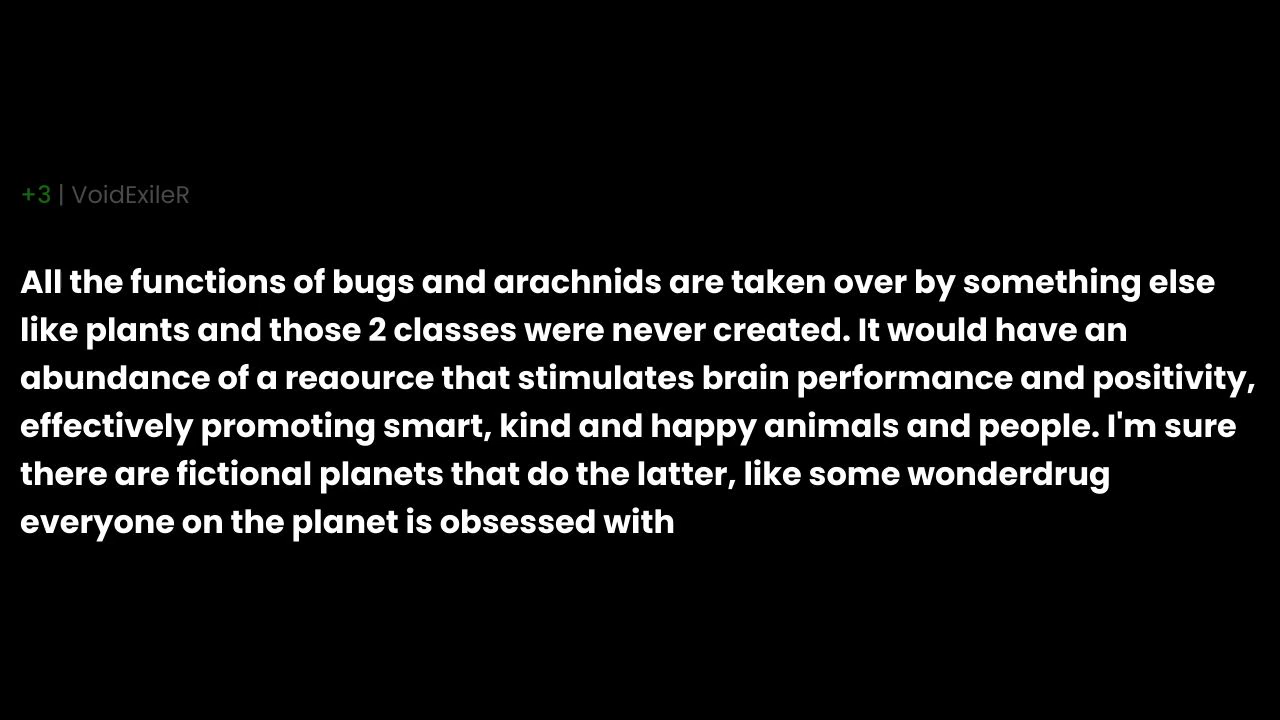 +3 | VoidExileR
All the functions of bugs and arachnids are taken over by something else
like plants and those 2 classes were never created. It would have an
abundance of a reaource that stimulates brain performance and positivity,
effectively promoting smart, kind and happy animals and people. I'm sure
there are fictional planets that do the latter, like some wonderdrug
everyone on the planet is obsessed with